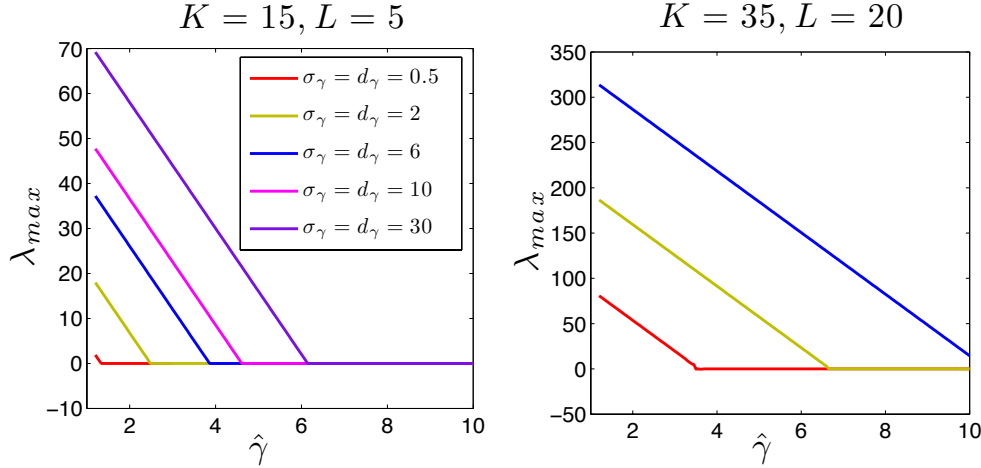 K = 15, L = 5
70
60
50
40
30
20
10
0
−10
2
4
6
8
10
λmax
γ̂
σγ = dγ = 0.5
σγ = dγ = 2
σγ = dγ = 6
σγ = dγ = 10
σγ = dγ = 30
K = 35, L = 20
350
300
250
200
150
100
50
0
−50
2
4
6
8
10
λmax
γ̂